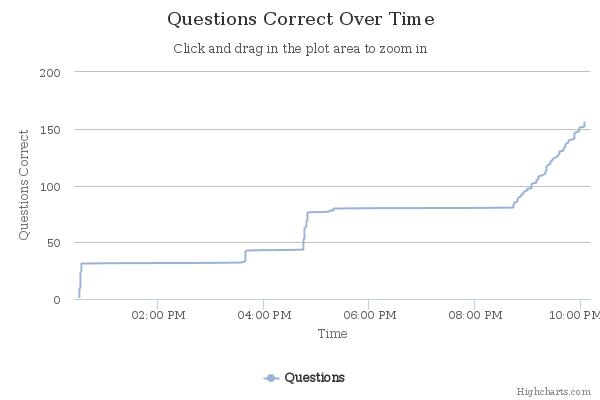 Questions Correct Over Time
Click and drag in the plot area to zoom in
Questions Correct
200
150
100
50
0
02:00 PM
04:00 PM
06:00 PM
08:00 PM
10:00 PM
Time
Questions
Highcharts.com